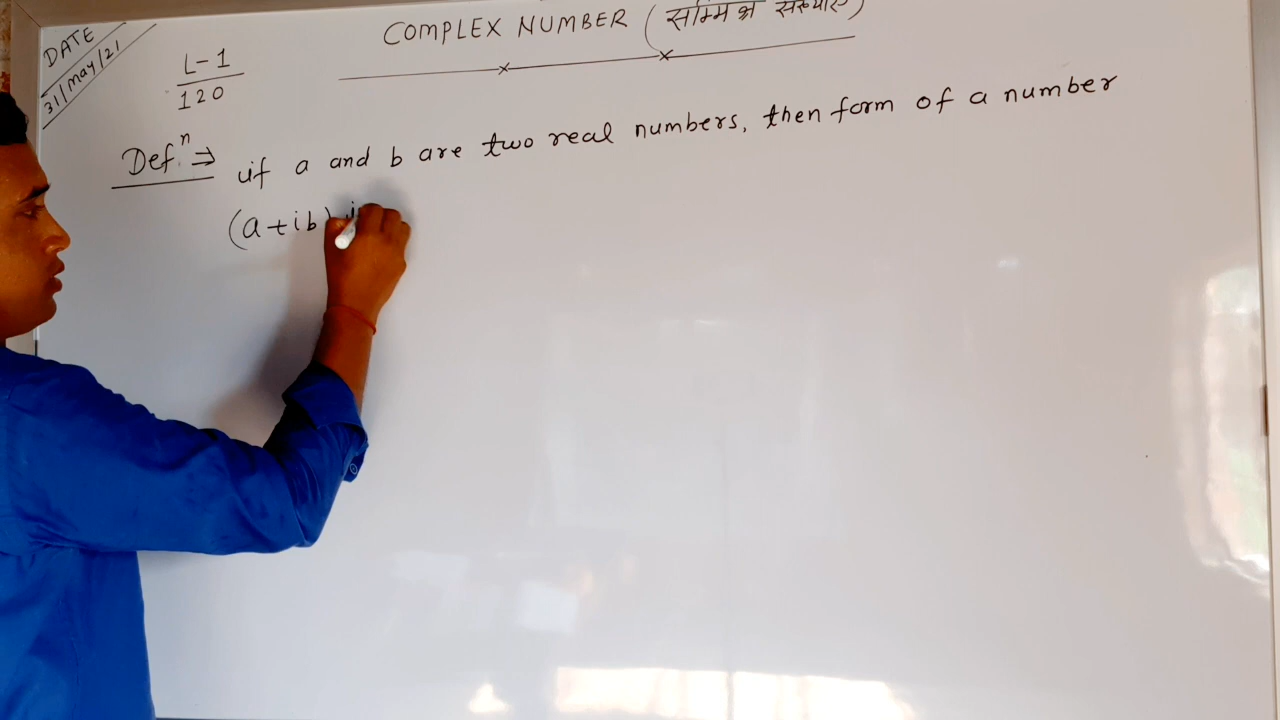 DATE
31/may/21
L-1
120
COMPLEX NUMBER (सम्मिश्र संख्याएं)
Def.ⁿ ⇒ if a and b are two real numbers, then form of a number
(a+ib) i